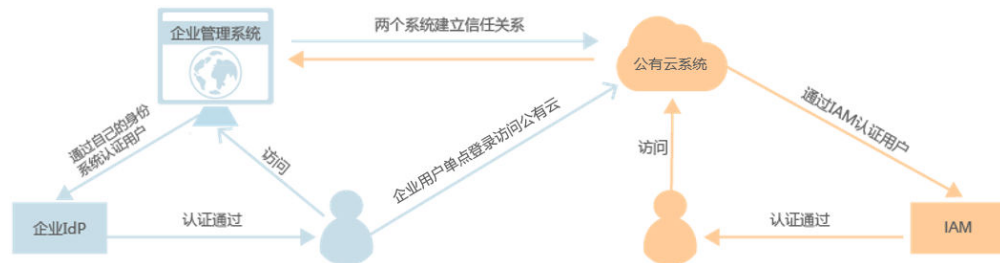 企业管理系统
两个系统建立信任关系
公有云系统
通过自己的身份
系统认证用户
访问
企业用户单点登录访问公有云
访问
通过IAM认证用户
企业IdP
认证通过
认证通过
IAM